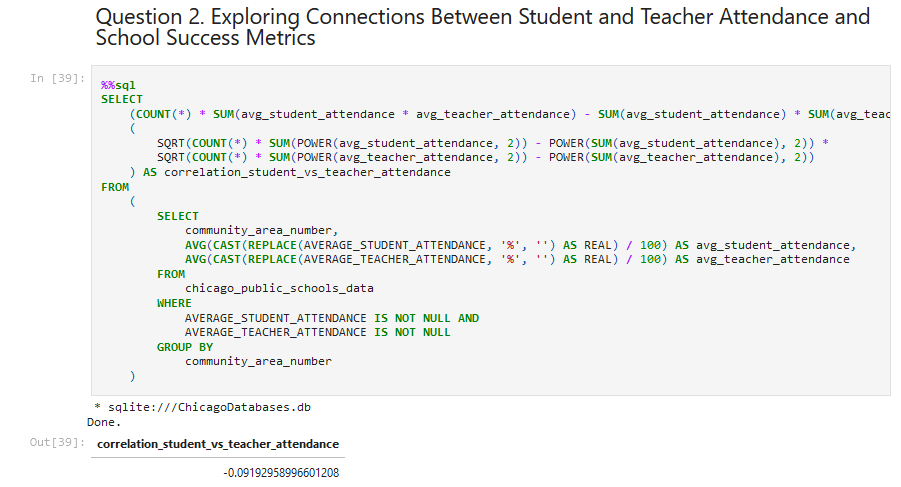 Question 2. Exploring Connections Between Student and Teacher Attendance and
School Success Metrics
In [39]:
%%sql
SELECT
(COUNT(*) * SUM(avg_student_attendance * avg_teacher_attendance) - SUM(avg_student_attendance) * SUM(avg_teac
(
SQRT(COUNT(*) * SUM(POWER(avg_student_attendance, 2)) - POWER(SUM(avg_student_attendance), 2)) *
SQRT(COUNT(*) * SUM(POWER(avg_teacher_attendance, 2)) - POWER(SUM(avg_teacher_attendance), 2))
) AS correlation_student_vs_teacher_attendance
FROM
(
SELECT
community_area_number,
AVG(CAST(REPLACE(AVERAGE_STUDENT_ATTENDANCE, '%', '') AS REAL) / 100) AS avg_student_attendance,
AVG(CAST(REPLACE(AVERAGE_TEACHER_ATTENDANCE, '%', '') AS REAL) / 100) AS avg_teacher_attendance
FROM
chicago_public_schools_data
WHERE
AVERAGE_STUDENT_ATTENDANCE IS NOT NULL AND
AVERAGE_TEACHER_ATTENDANCE IS NOT NULL
GROUP BY
community_area_number
)
* sqlite:///ChicagoDatabases.db
Done.
Out[39]:
correlation_student_vs_teacher_attendance
-0.09192958996601208